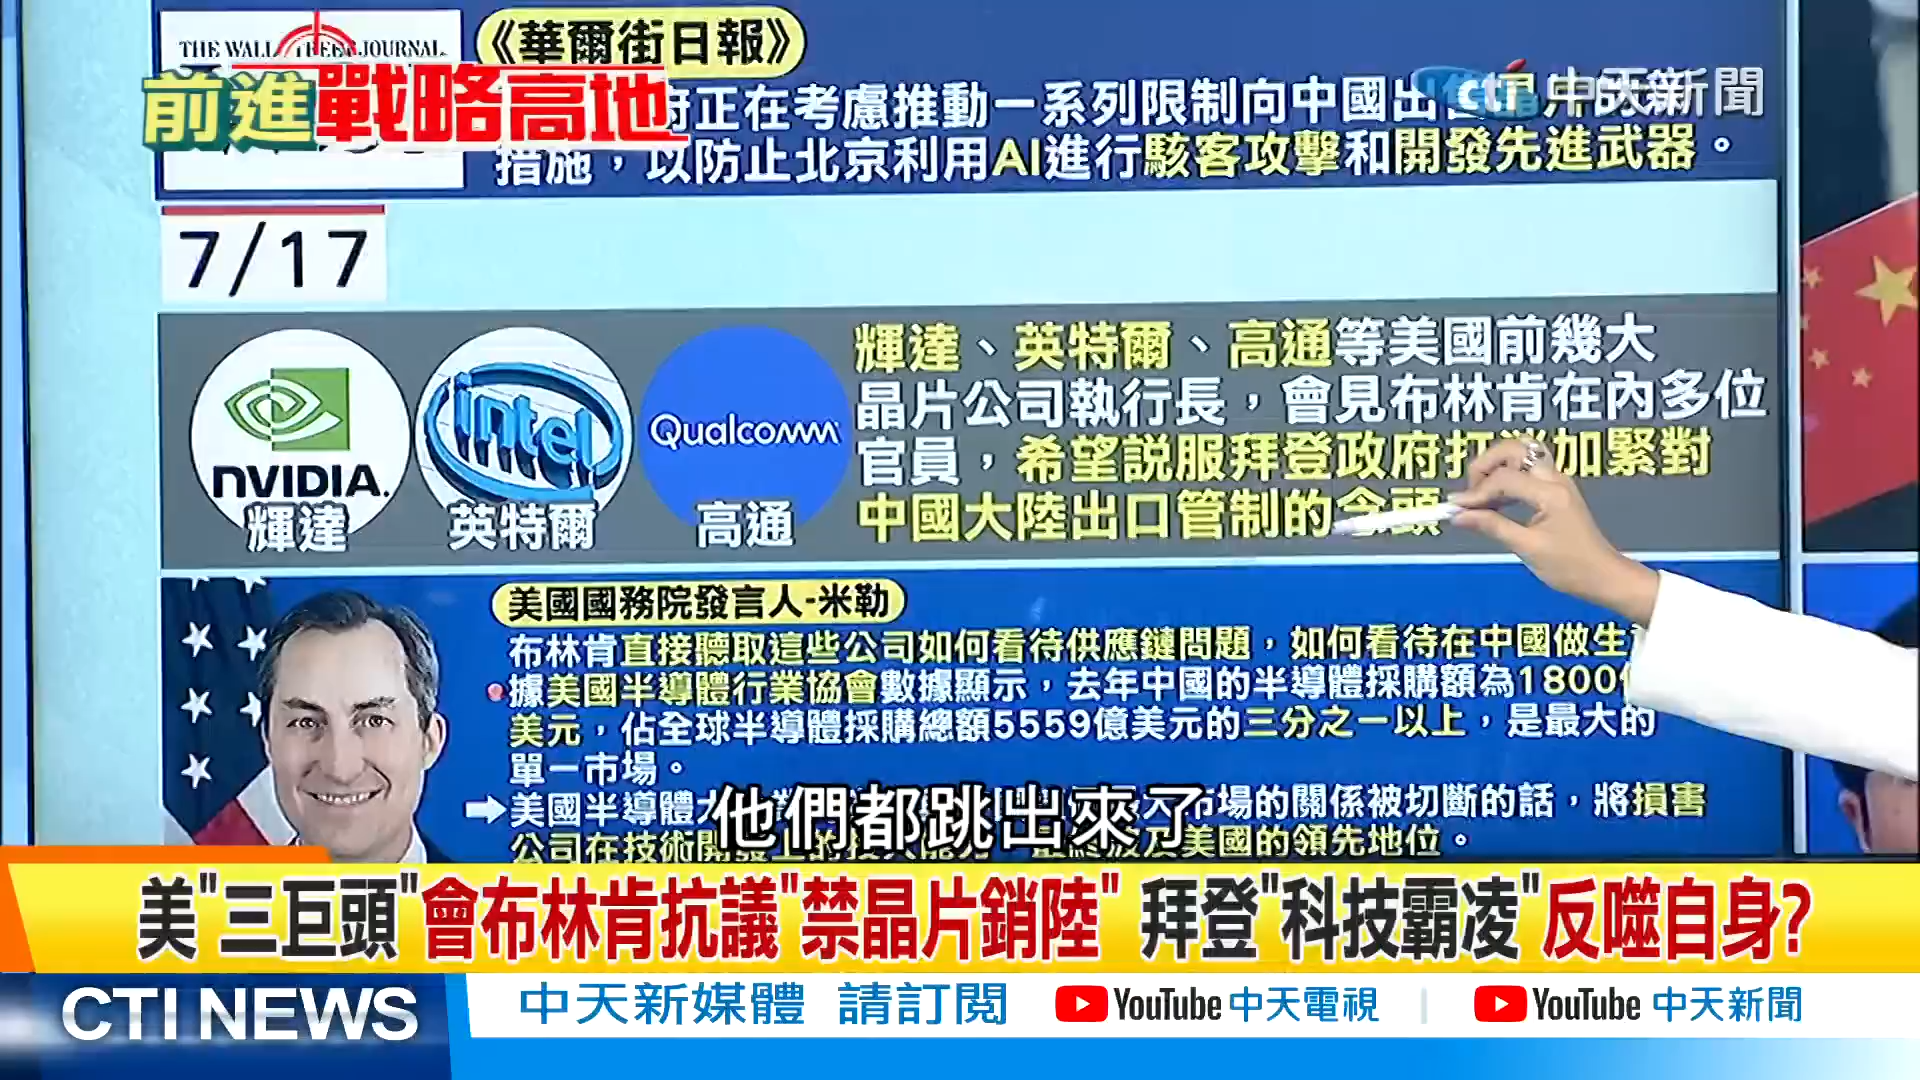 THE WALL STREET JOURNAL.
《華爾街日報》
前進戰略高地
府正在考慮推動一系列限制向中國出售晶片的新
cti 中天新聞
措施，以防止北京利用AI進行駭客攻擊和開發先進武器。
7/17
NVIDIA.
輝達
intel
英特爾
Qualcomm
高通
輝達、英特爾、高通等美國前幾大
晶片公司執行長，會見布林肯在內多位
官員，希望説服拜登政府打消加緊對
中國大陸出口管制的念頭
美國國務院發言人-米勒
布林肯直接聽取這些公司如何看待供應鏈問題，如何看待在中國做生
據美國半導體行業協會數據顯示，去年中國的半導體採購額為1800億
美元，佔全球半導體採購總額5559億美元的三分之一以上，是最大的
單一市場。
美國半導體 市場的關係被切斷的話，將損害
公司在技術開發上的 美國的領先地位。
他們都跳出來了
美"三巨頭"會布林肯抗議"禁晶片銷陸" 拜登"科技霸凌"反噬自身?
CTI NEWS
中天新媒體 請訂閱 YouTube 中天電視 | YouTube 中天新聞